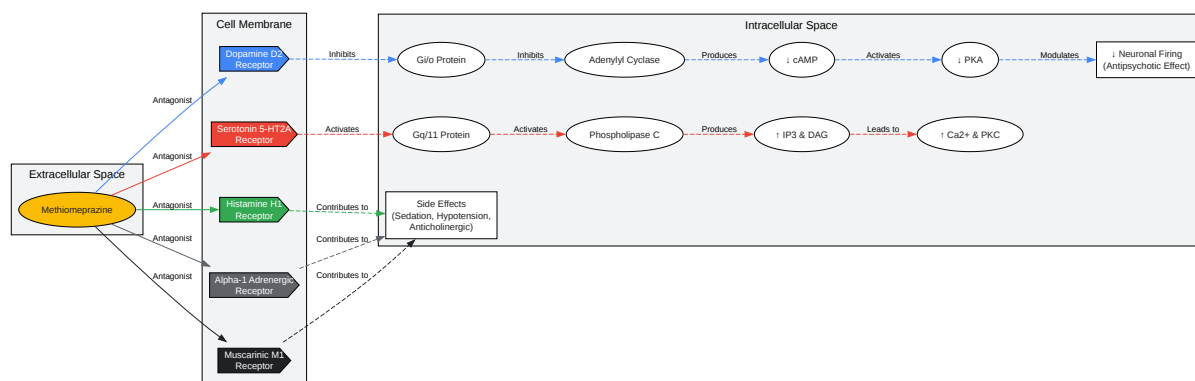 Cell Membrane
Intracellular Space
Dopamine D2
Receptor
Inhibits
Gi/o Protein
Inhibits
Adenylyl Cyclase
Produces
↓ cAMP
Activates
↓ PKA
Modulates
↓ Neuronal Firing
(Antipsychotic Effect)
Antagonist
Serotonin 5-HT2A
Receptor
Activates
Gq/11 Protein
Activates
Phospholipase C
Produces
↑ IP3 & DAG
Leads to
↑ Ca2+ & PKC
Antagonist
Extracellular Space
Methiomeprazine
Antagonist
Histamine H1
Receptor
Contributes to
Side Effects
(Sedation, Hypotension,
Anticholinergic)
Antagonist
Contributes to
Alpha-1 Adrenergic
Receptor
Antagonist
Contributes to
Muscarinic M1
Receptor